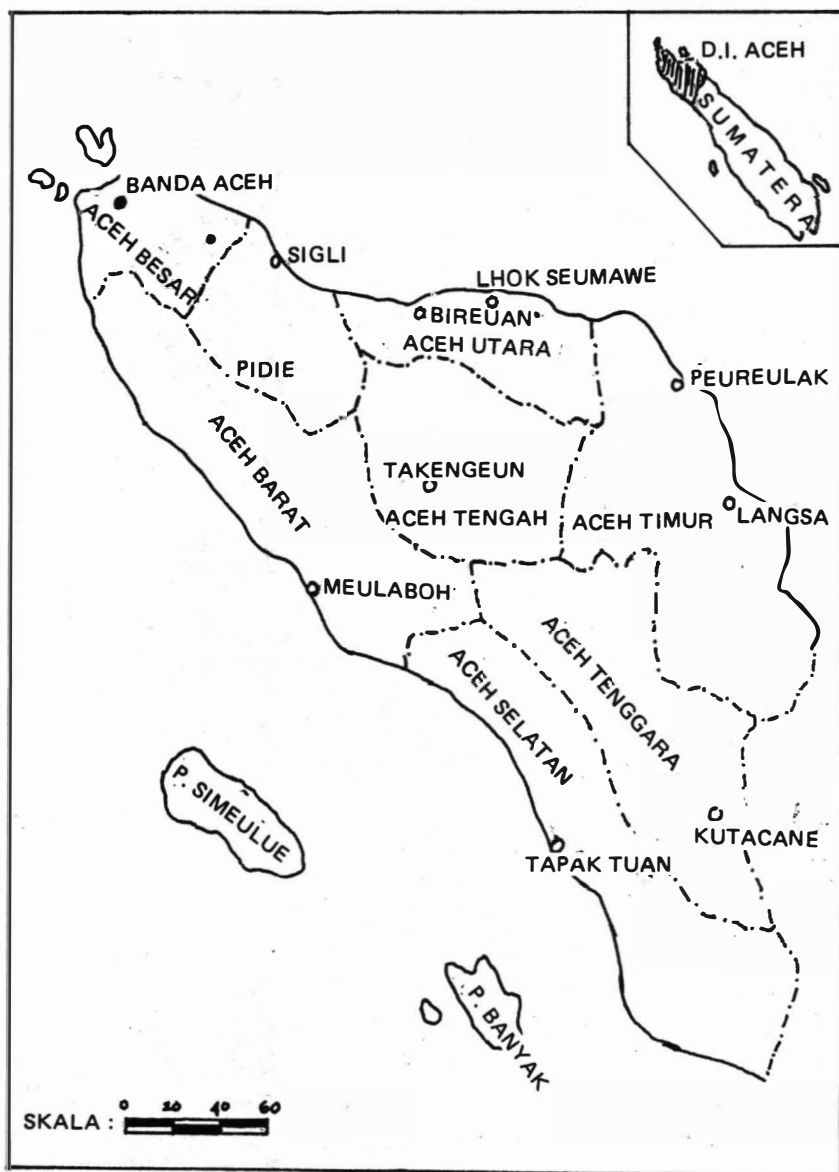 D.I. ACEH
SUMATERA
BANDA ACEH
ACEH BESAR
SIGLI
LHOK SEUMAWE
BIREUAN
ACEH UTARA
PIDIE
PEUREULAK
ACEH BARAT
TAKENGEUN
ACEH TENGAH
ACEH TIMUR
LANGSA
MEULABOH
ACEH TENGGARA
ACEH SELATAN
P. SIMEULUE
KUTACANE
TAPAK TUAN
P. BANYAK
SKALA : 0 20 40 60